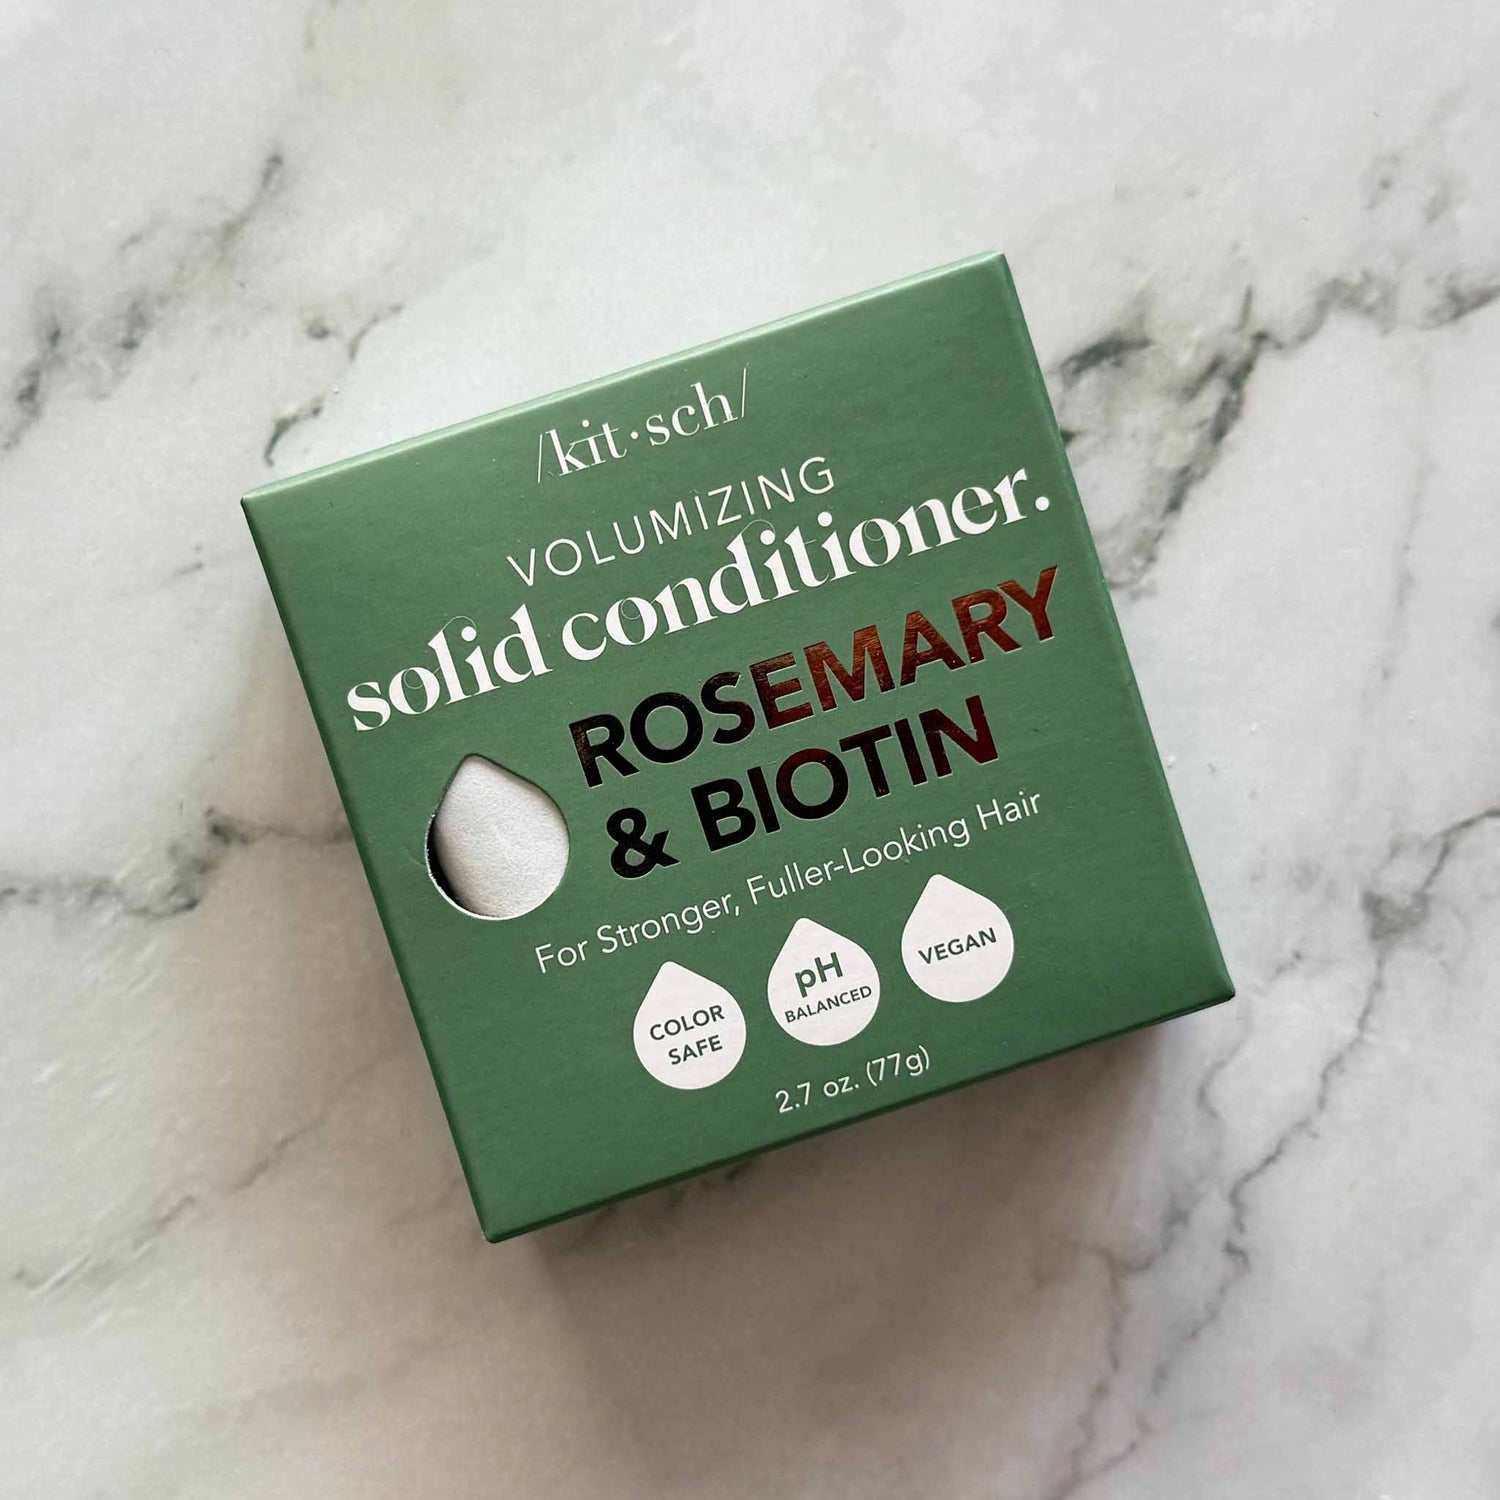 /kit·sch/
VOLUMIZING
solid conditioner.
ROSEMARY
& BIOTIN
For Stronger, Fuller-Looking Hair
COLOR
SAFE
pH
BALANCED
VEGAN
2.7 oz. (77g)